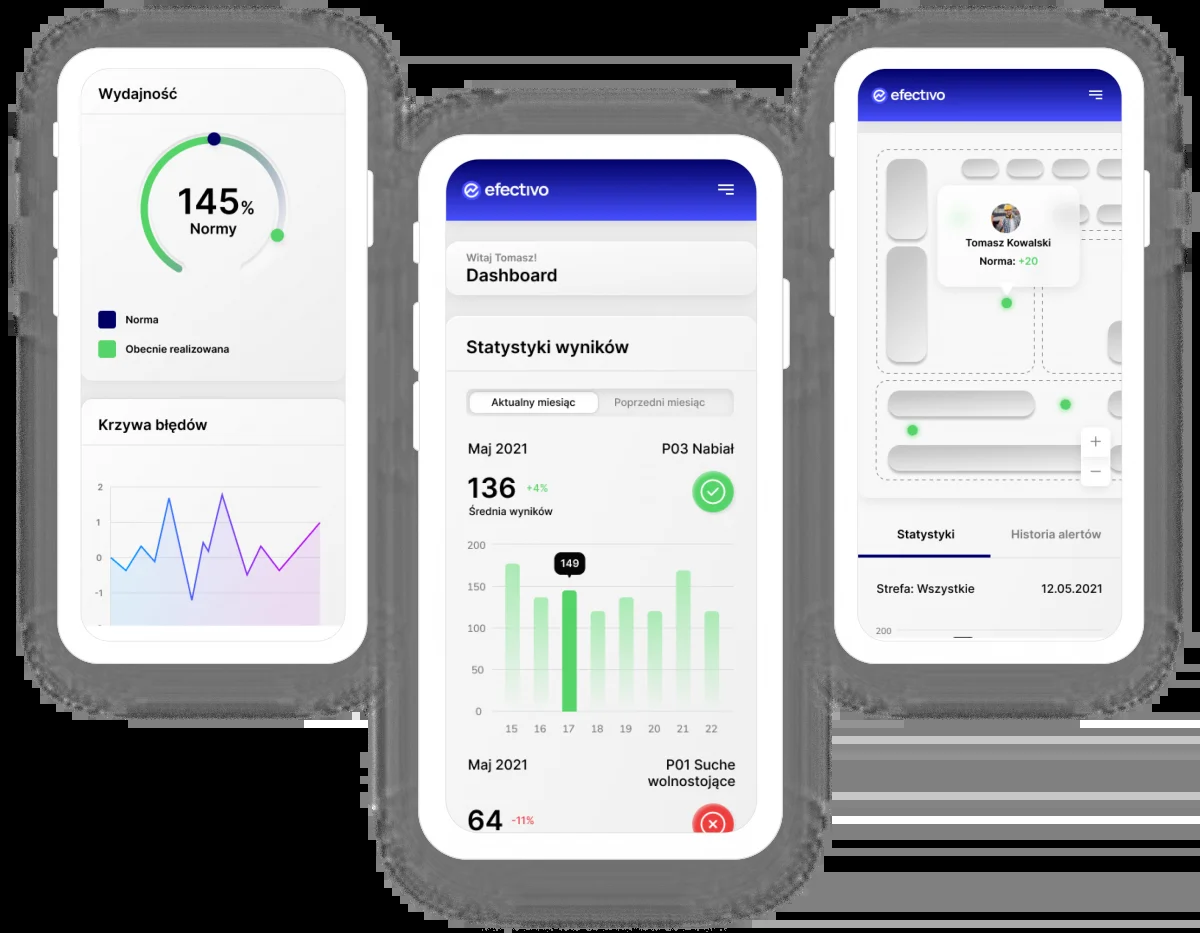 Wydajność
145%
Normy
Norma
Obecnie realizowana
Krzywa błędów
2
1
0
-1
efectivo
Witaj Tomasz!
Dashboard
Statystyki wyników
Aktualny miesiąc
Poprzedni miesiąc
Maj 2021
P03 Nabiał
136
+4%
Średnia wyników
200
149
150
100
50
0
15 16 17 18 19 20 21 22
Maj 2021
P01 Suche
wolnostojące
64
-11%
efectivo
Tomasz Kowalski
Norma: +20
+
−
Statystyki
Historia alertów
Strefa: Wszystkie
12.05.2021
200